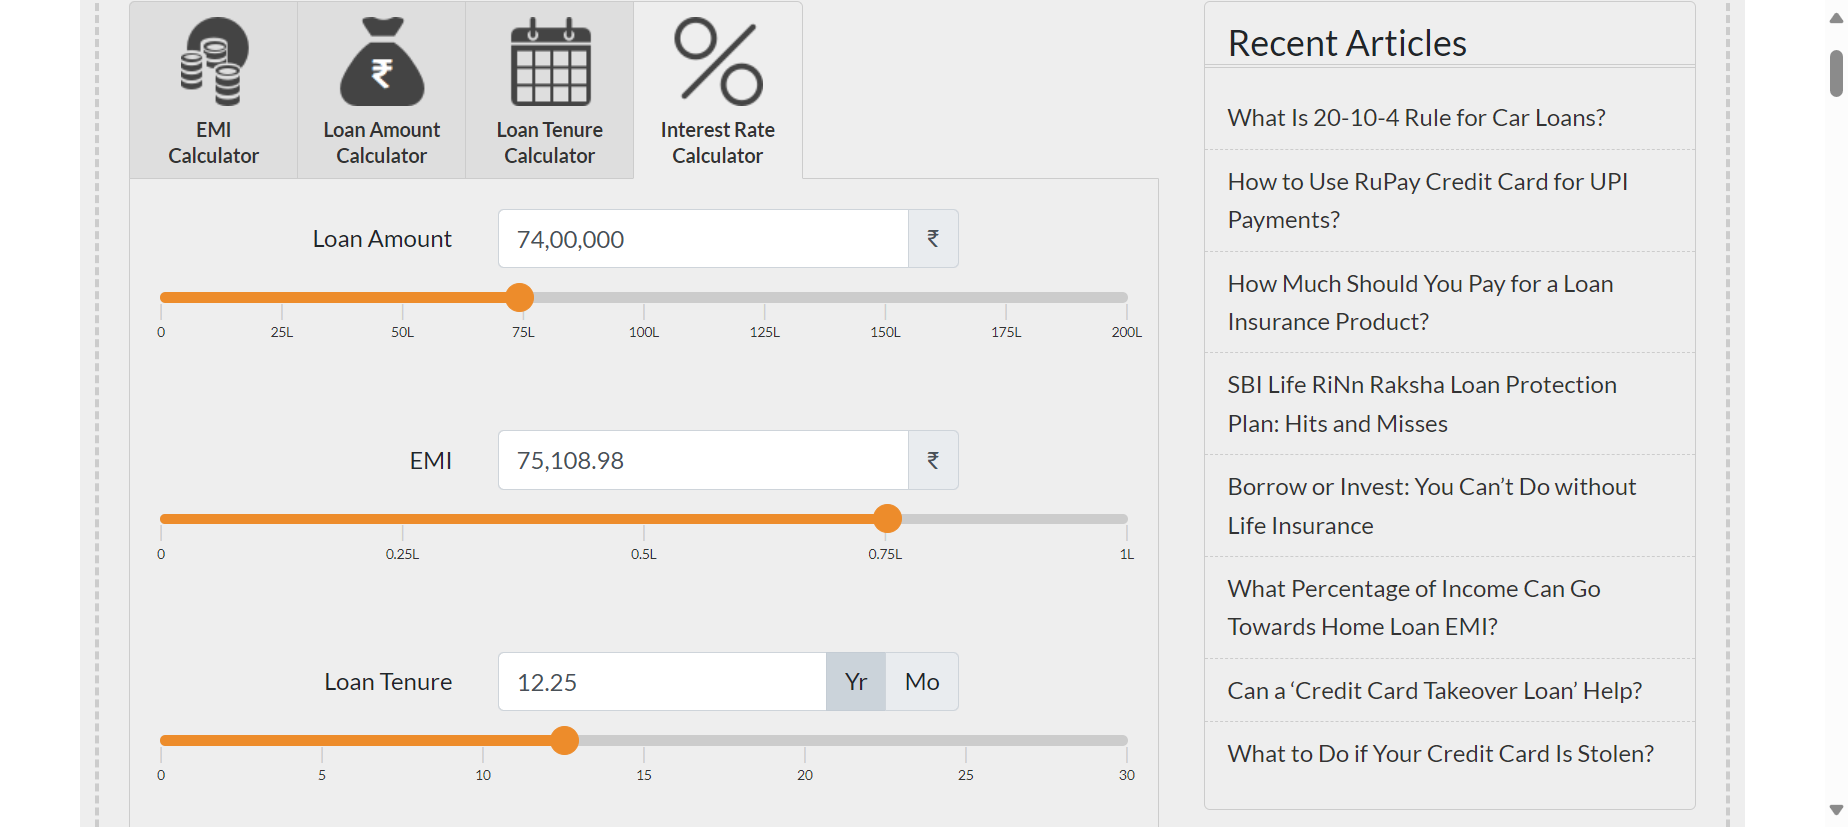 EMI
Calculator
Loan Amount
Calculator
Loan Tenure
Calculator
Interest Rate
Calculator
Loan Amount
74,00,000
₹
0 25L 50L 75L 100L 125L 150L 175L 200L
EMI
75,108.98
₹
0 0.25L 0.5L 0.75L 1L
Loan Tenure
12.25
Yr Mo
0 5 10 15 20 25 30
Recent Articles
What Is 20-10-4 Rule for Car Loans?
How to Use RuPay Credit Card for UPI
Payments?
How Much Should You Pay for a Loan
Insurance Product?
SBI Life RiNn Raksha Loan Protection
Plan: Hits and Misses
Borrow or Invest: You Can’t Do without
Life Insurance
What Percentage of Income Can Go
Towards Home Loan EMI?
Can a ‘Credit Card Takeover Loan’ Help?
What to Do if Your Credit Card Is Stolen?